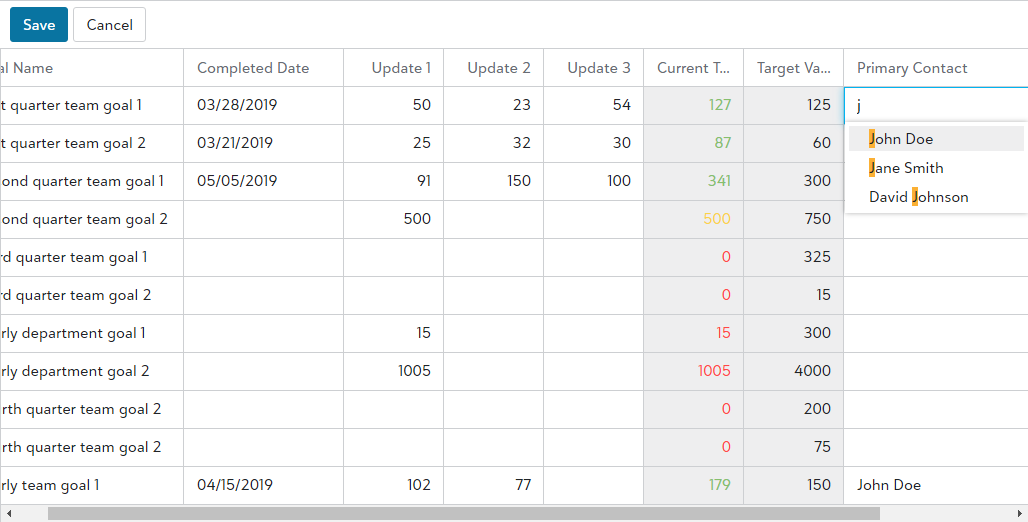 Save Cancel
al Name Completed Date Update 1 Update 2 Update 3 Current T... Target Va... Primary Contact
t quarter team goal 1 03/28/2019 50 23 54 127 125 j
t quarter team goal 2 03/21/2019 25 32 30 87 60 John Doe
ond quarter team goal 1 05/05/2019 91 150 100 341 300 Jane Smith
David Johnson
ond quarter team goal 2 500 500 750
rd quarter team goal 1 0 325
rd quarter team goal 2 0 15
rly department goal 1 15 15 300
rly department goal 2 1005 1005 4000
rth quarter team goal 2 0 200
rth quarter team goal 2 0 75
rly team goal 1 04/15/2019 102 77 179 150 John Doe